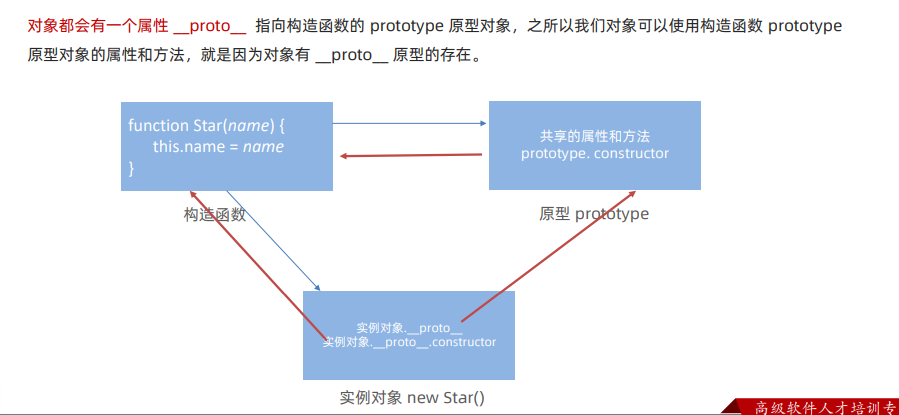 对象都会有一个属性 __proto__ 指向构造函数的 prototype 原型对象，之所以我们对象可以使用构造函数 prototype
原型对象的属性和方法，就是因为对象有 __proto__ 原型的存在。
function Star(name) {
this.name = name
}
构造函数
共享的属性和方法
prototype. constructor
原型 prototype
实例对象.__proto__
实例对象.__proto__.constructor
实例对象 new Star()
高级软件人才培训专